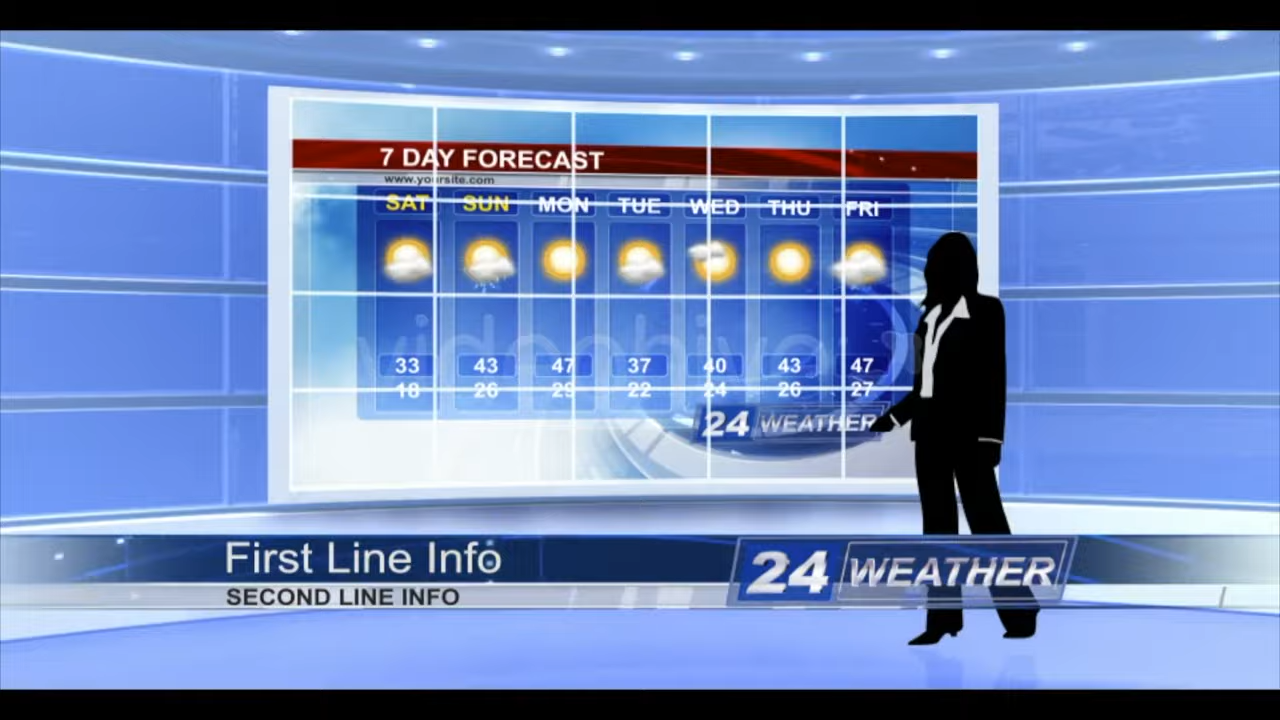 7 DAY FORECAST
www.yoursite.com
SAT SUN MON TUE WED THU FRI
videohive
33 43 47 37 40 43 47
18 26 29 22 24 26 27
24 WEATHER
First Line Info
SECOND LINE INFO
24 WEATHER